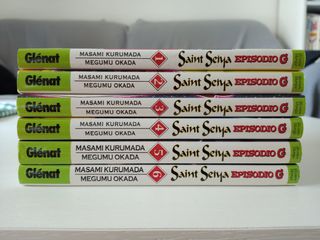 Glénat MASAMI KURUMADA MEGUMU OKADA 1 Saint Seiya EPISODIO G
Glénat MASAMI KURUMADA MEGUMU OKADA 2 Saint Seiya EPISODIO G
Glénat MASAMI KURUMADA MEGUMU OKADA 3 Saint Seiya EPISODIO G
Glénat MASAMI KURUMADA MEGUMU OKADA 4 Saint Seiya EPISODIO G
Glénat MASAMI KURUMADA MEGUMU OKADA 5 Saint Seiya EPISODIO G
Glénat MASAMI KURUMADA MEGUMU OKADA 6 Saint Seiya EPISODIO G